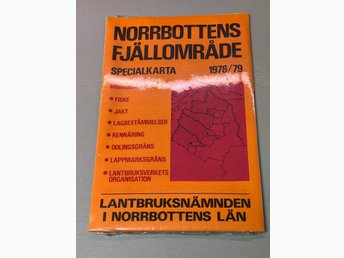 NORRBOTTENS
FJÄLLOMRÅDE
SPECIALKARTA 1978/79
• FISKE
• JAKT
• LAGBESTÄMMELSER
• RENNÄRING
• ODLINGSGRÄNS
• LAPPMARKSGRÄNS
• LANTBRUKSVERKETS
ORGANISATION
LANTBRUKSNÄMNDEN
I NORRBOTTENS LÄN